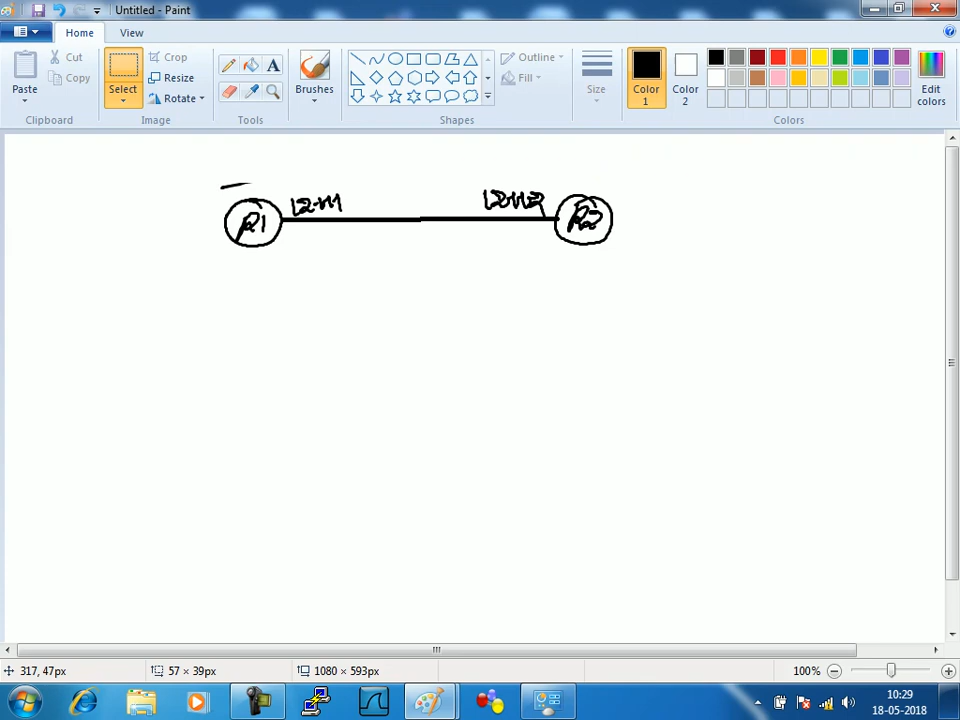 Untitled - Paint
Home
View
Paste
Cut
Copy
Clipboard
Select
Crop
Resize
Rotate
Image
A
Tools
Brushes
Outline
Fill
Shapes
Size
Color
1
Color
2
Edit
colors
Colors
R1
R2
317, 47px
57 × 39px
1080 × 593px
100%
10:29
18-05-2018